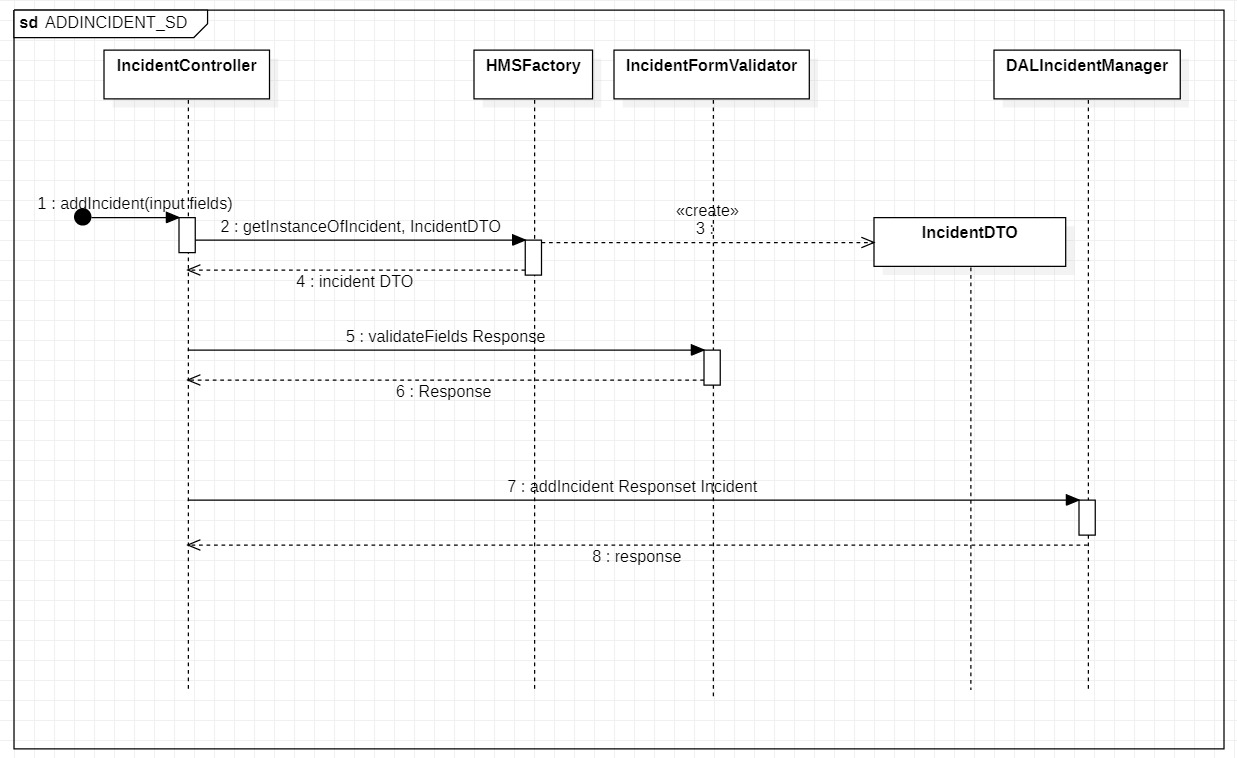 sd ADDINCIDENT_SD
IncidentController
HMSFactory
IncidentFormValidator
DALIncidentManager
1 : addIncident(input fields)
2 : getInstanceOfIncident, IncidentDTO
«create»
3 :
IncidentDTO
4 : incident DTO
5 : validateFields Response
6 : Response
7 : addIncident Responset Incident
8 : response